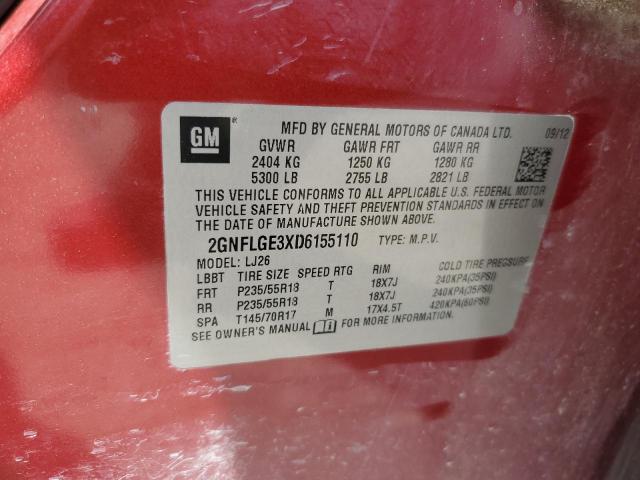 GM
MFD BY GENERAL MOTORS OF CANADA LTD. 09/12
GVWR GAWR FRT GAWR RR
2404 KG 1250 KG 1280 KG
5300 LB 2755 LB 2821 LB
THIS VEHICLE CONFORMS TO ALL APPLICABLE U.S. FEDERAL MOTOR
VEHICLE SAFETY AND THEFT PREVENTION STANDARDS IN EFFECT ON
THE DATE OF MANUFACTURE SHOWN ABOVE.
2GNFLGE3XD6155110 TYPE: M.P.V.
MODEL: LJ26
LBBT TIRE SIZE SPEED RTG RIM COLD TIRE PRESSURE
FRT P235/55R18 T 18X7J 240KPA(35PSI)
RR P235/55R18 T 18X7J 240KPA(35PSI)
SPA T145/70R17 M 17X4.5T 420KPA(60PSI)
SEE OWNER'S MANUAL FOR MORE INFORMATION.